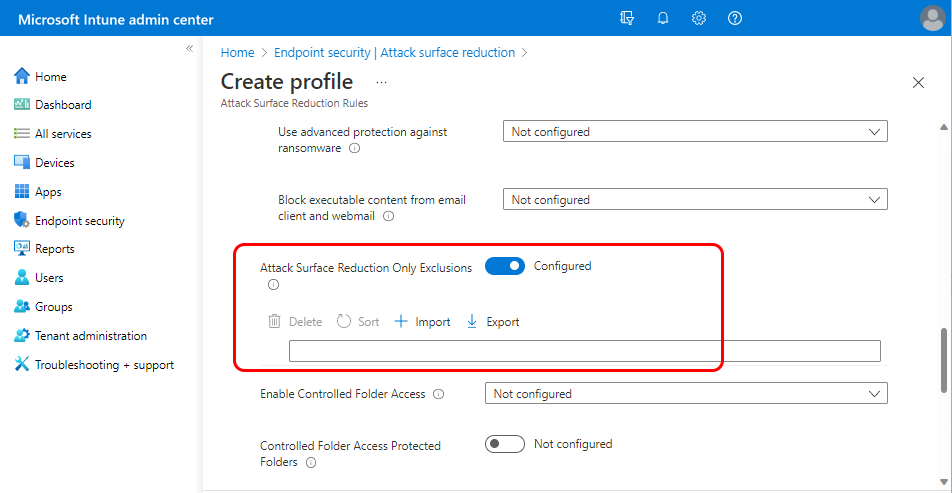 Microsoft Intune admin center
«
Home
Dashboard
All services
Devices
Apps
Endpoint security
Reports
Users
Groups
Tenant administration
Troubleshooting + support
Home > Endpoint security | Attack surface reduction >
Create profile ...
Attack Surface Reduction Rules
Use advanced protection against
ransomware
Not configured
Block executable content from email
client and webmail
Not configured
Attack Surface Reduction Only Exclusions
Configured
Delete Sort Import Export
Enable Controlled Folder Access
Not configured
Controlled Folder Access Protected
Folders
Not configured